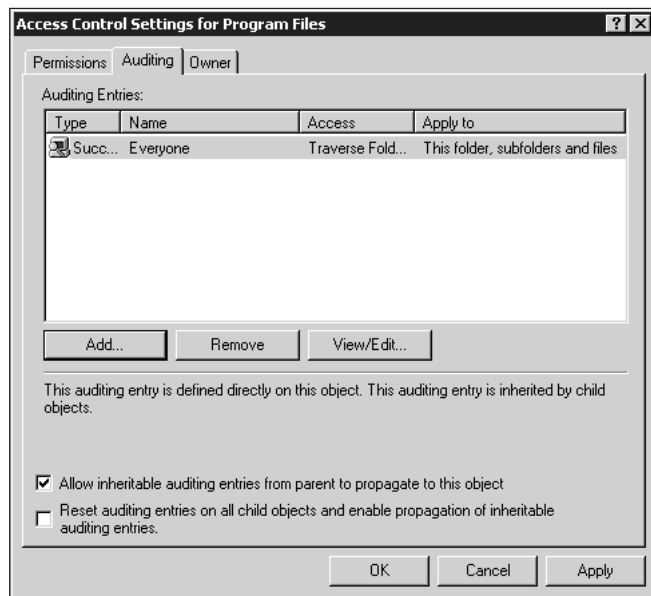 Access Control Settings for Program Files
Permissions Auditing Owner
Auditing Entries:
Type Name Access Apply to
Succ... Everyone Traverse Fold... This folder, subfolders and files
Add... Remove View/Edit...
This auditing entry is defined directly on this object. This auditing entry is inherited by child
objects.
Allow inheritable auditing entries from parent to propagate to this object
Reset auditing entries on all child objects and enable propagation of inheritable
auditing entries.
OK Cancel Apply